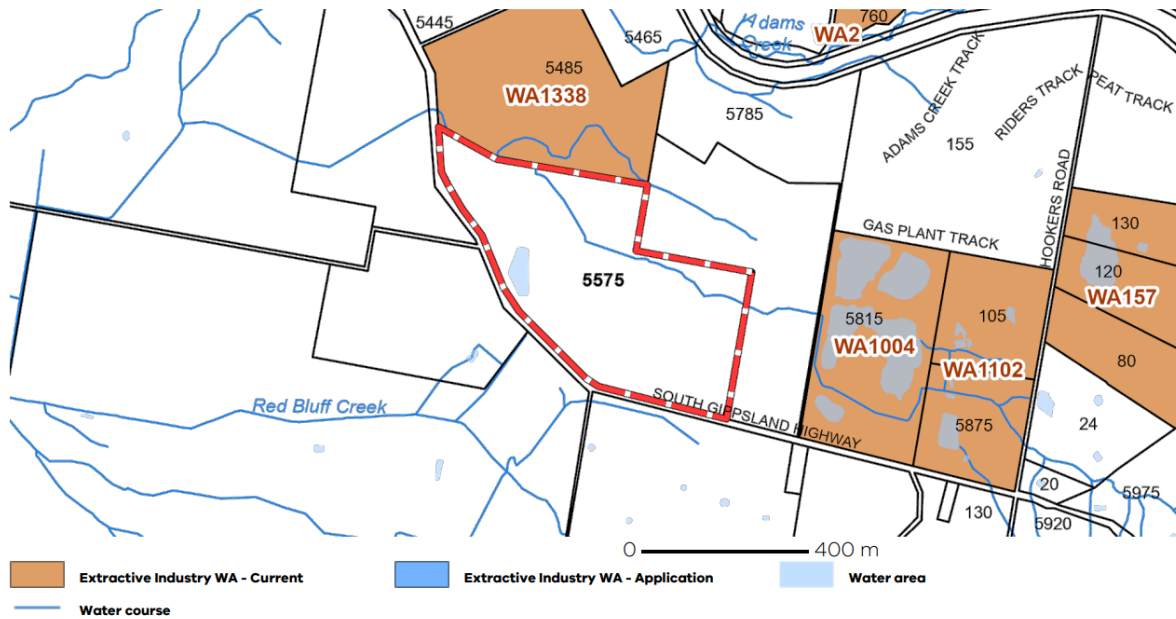 5445
5465
Adams
Creek
760
WA2
5485
WA1338
5785
ADAMS CREEK TRACK
RIDERS TRACK
PEAT TRACK
155
HOOKERS ROAD
GAS PLANT TRACK
130
120
WA157
5575
5815
WA1004
105
WA1102
80
Red Bluff Creek
SOUTH GIPPSLAND HIGHWAY
5875
24
20
5975
130
5920
0
400 m
Extractive Industry WA - Current
Extractive Industry WA - Application
Water area
Water course